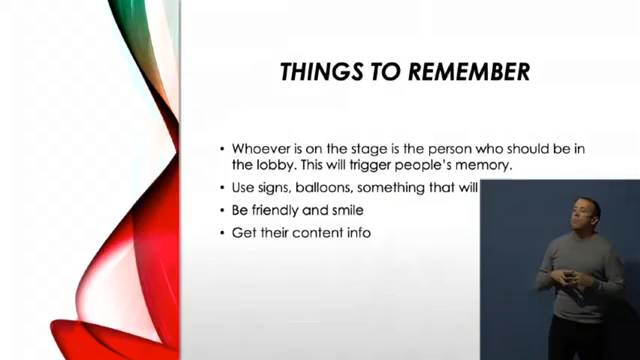 THINGS TO REMEMBER
• Whoever is on the stage is the person who should be in
the lobby. This will trigger people's memory.
• Use signs, balloons, something that will
• Be friendly and smile
• Get their content info